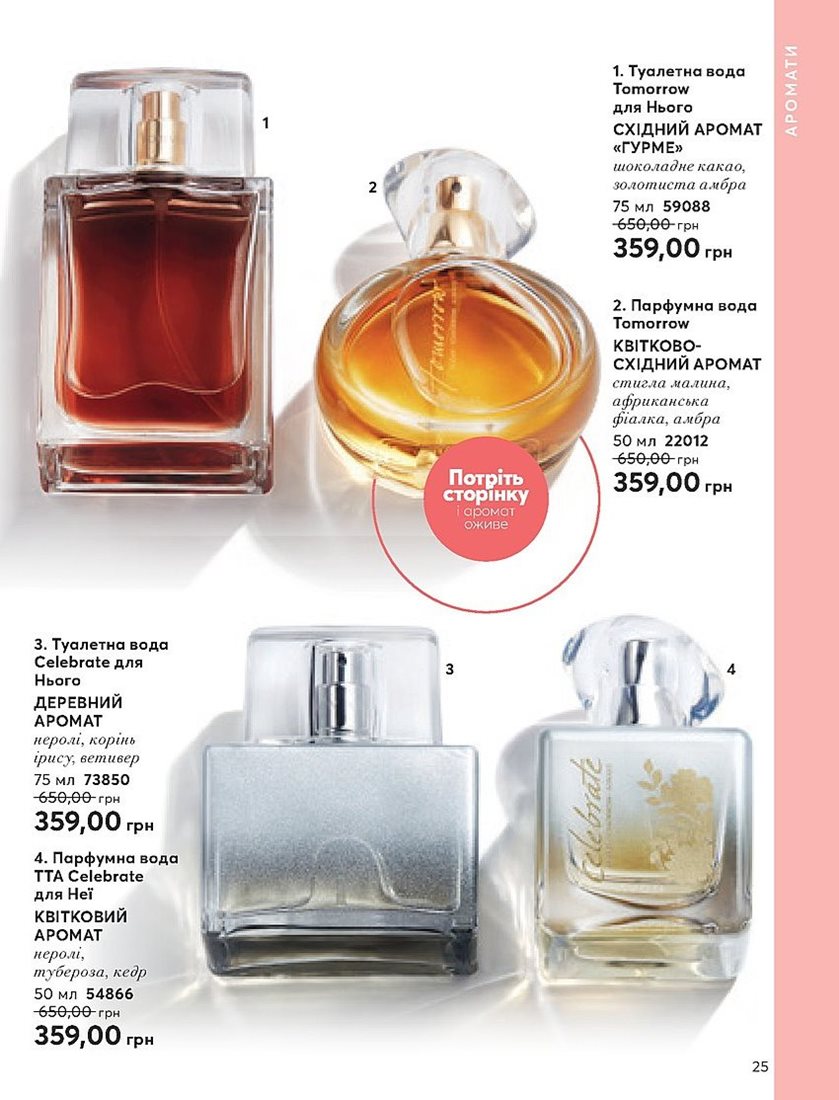 АРОМАТИ
1
2
1. Туалетна вода
Tomorrow
для Нього
СХІДНИЙ АРОМАТ
«ГУРМЕ»
шоколадне какао,
золотиста амбра
75 мл 59088
650,00 грн
359,00 грн
2. Парфумна вода
Tomorrow
КВІТКОВО-
СХІДНИЙ АРОМАТ
стигла малина,
африканська
фіалка, амбра
50 мл 22012
650,00 грн
359,00 грн
Tomorrow
Потріть
сторінку
і аромат
оживе
3. Туалетна вода
Celebrate для
Нього
ДЕРЕВНИЙ
АРОМАТ
неролі, корінь
ірису, ветивер
75 мл 73850
650,00 грн
359,00 грн
4. Парфумна вода
TTA Celebrate
для Неї
КВІТКОВИЙ
АРОМАТ
неролі,
тубероза, кедр
50 мл 54866
650,00 грн
359,00 грн
3
4
Celebrate
25